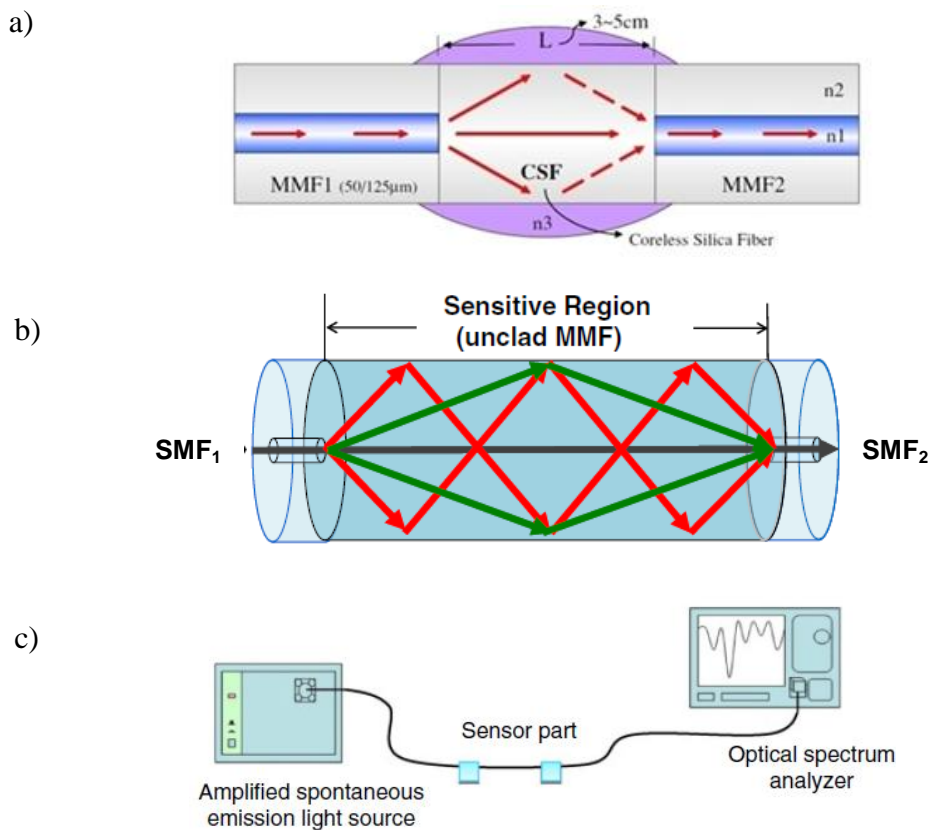 a)
3~5cm
L
n2
n1
MMF1 (50/125μm)
CSF
MMF2
n3
Coreless Silica Fiber
b)
Sensitive Region
(unclad MMF)
SMF₁
SMF₂
c)
Sensor part
Amplified spontaneous
emission light source
Optical spectrum
analyzer